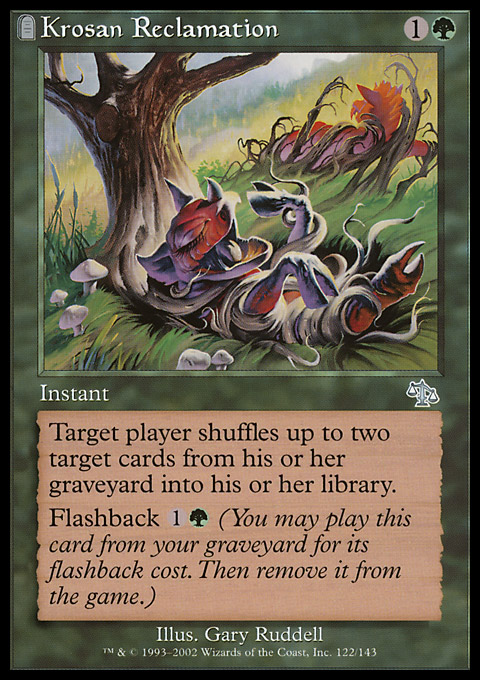 Krosan Reclamation 1
Instant
Target player shuffles up to two
target cards from his or her
graveyard into his or her library.
Flashback 1 (You may play this
card from your graveyard for its
flashback cost. Then remove it from
the game.)
Illus. Gary Ruddell
™ & © 1993–2002 Wizards of the Coast, Inc. 122/143